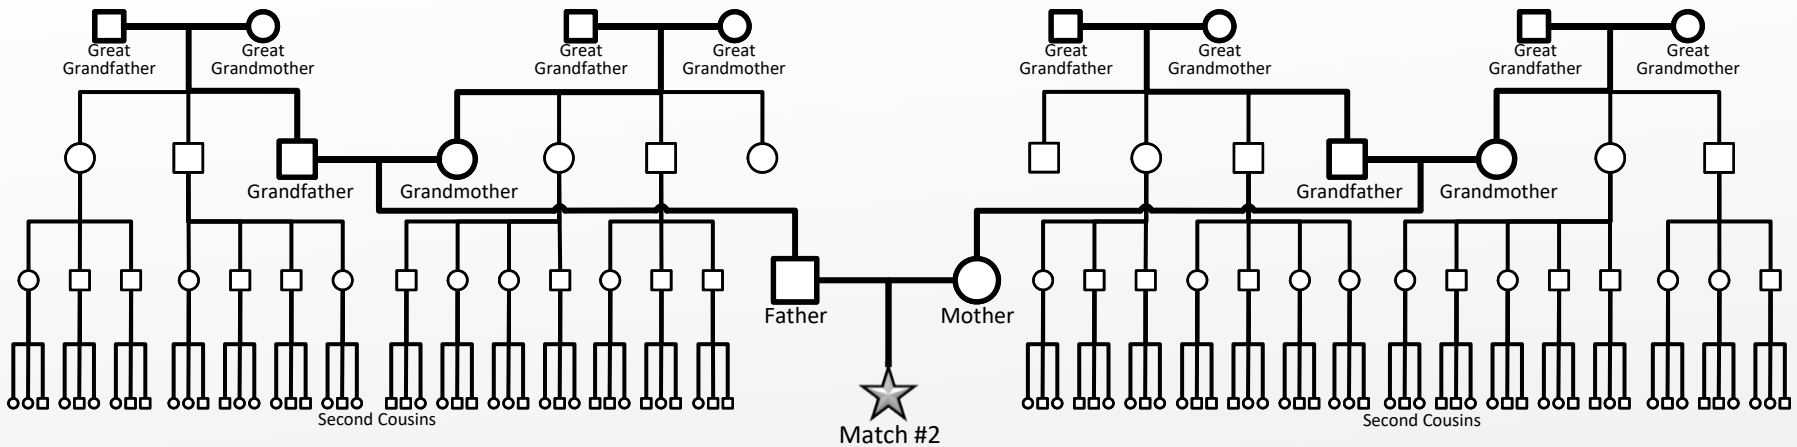 Great
Grandfather
Great
Grandmother
Great
Grandfather
Great
Grandmother
Great
Grandfather
Great
Grandmother
Great
Grandfather
Great
Grandmother
Grandfather
Grandmother
Grandfather
Grandmother
Father
Mother
Second Cousins
Second Cousins
Match #2